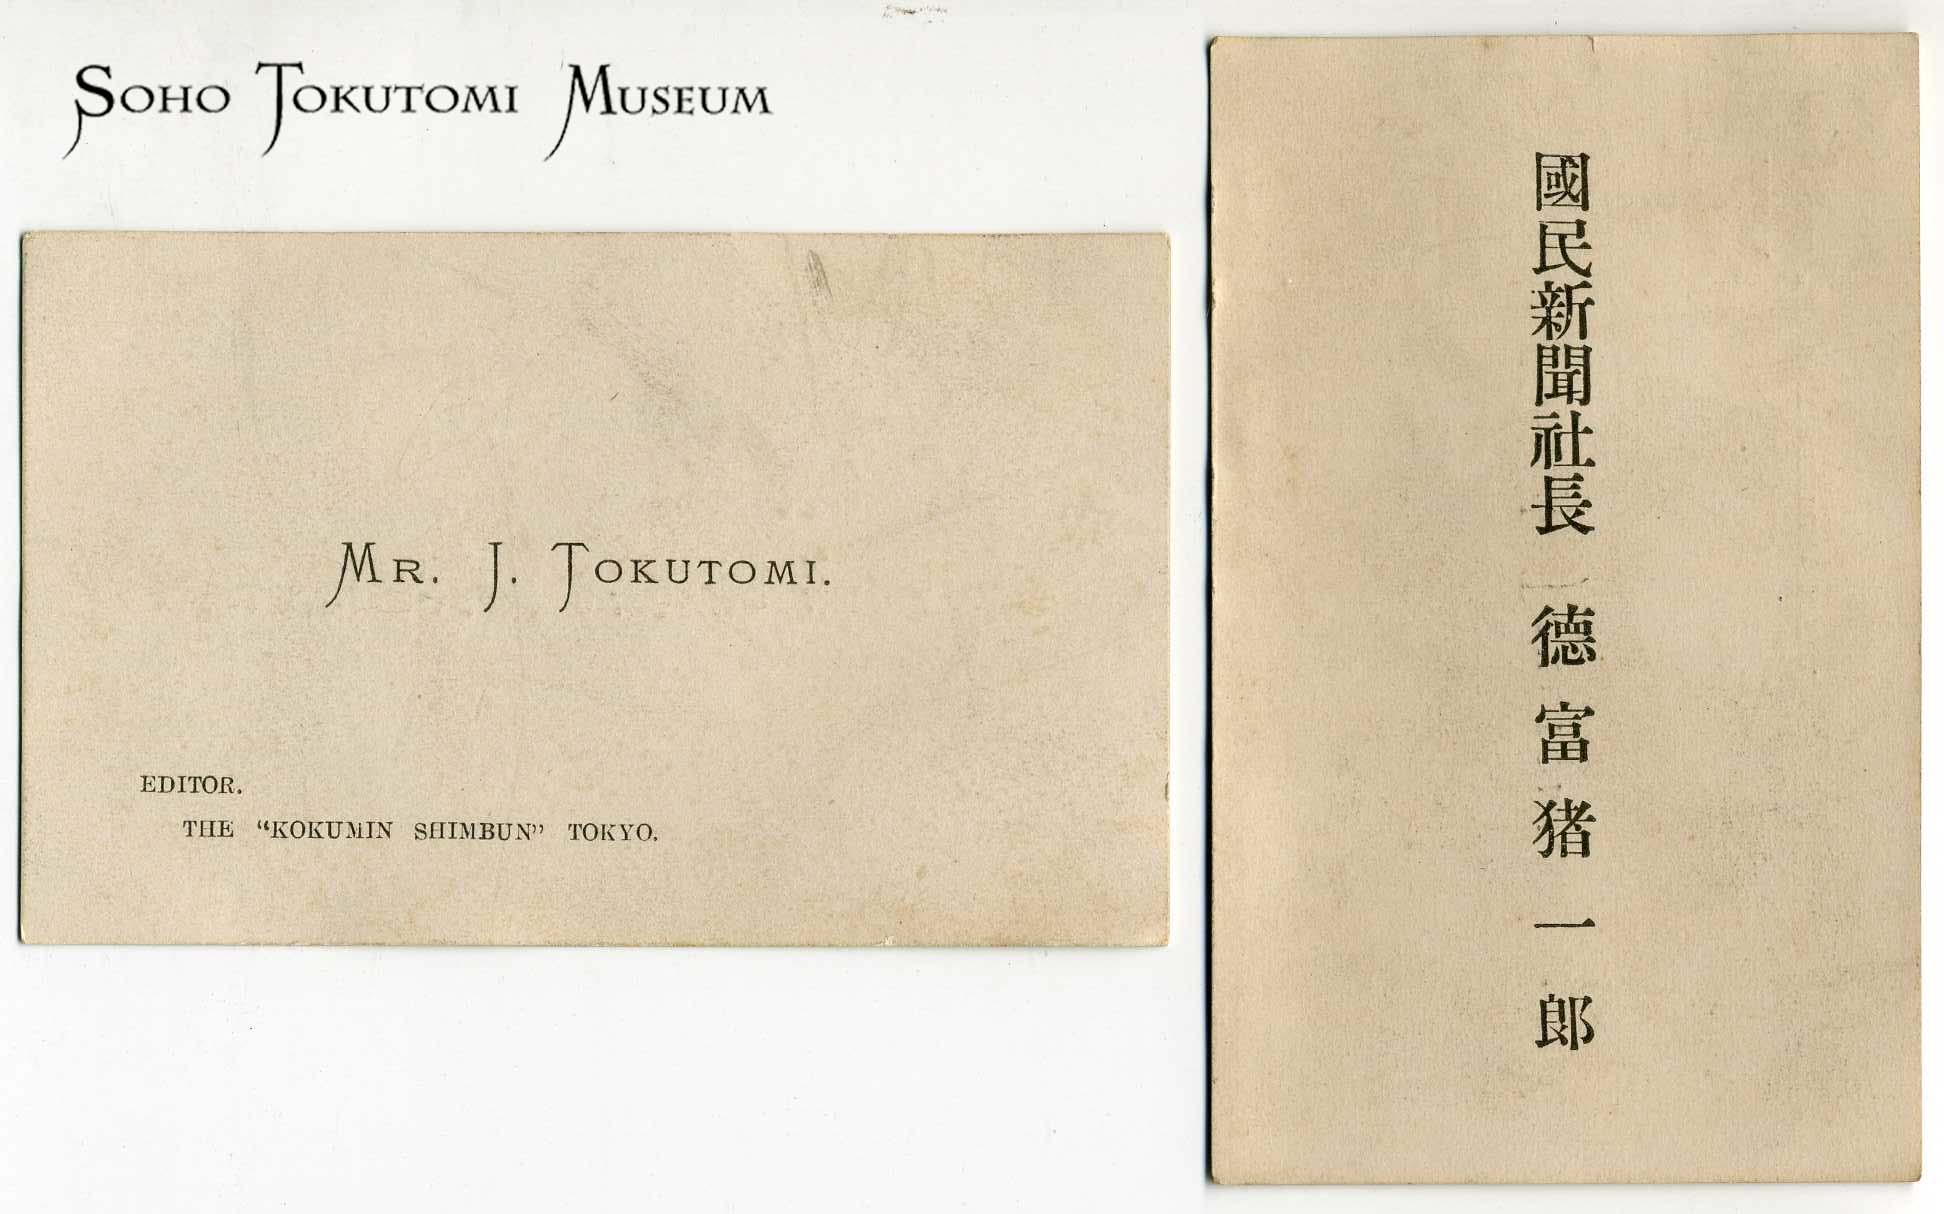 SOHO TOKUTOMI MUSEUM
MR. J. TOKUTOMI.
EDITOR.
THE "KOKUMIN SHIMBUN" TOKYO.
國民新聞社長 德富猪一郎